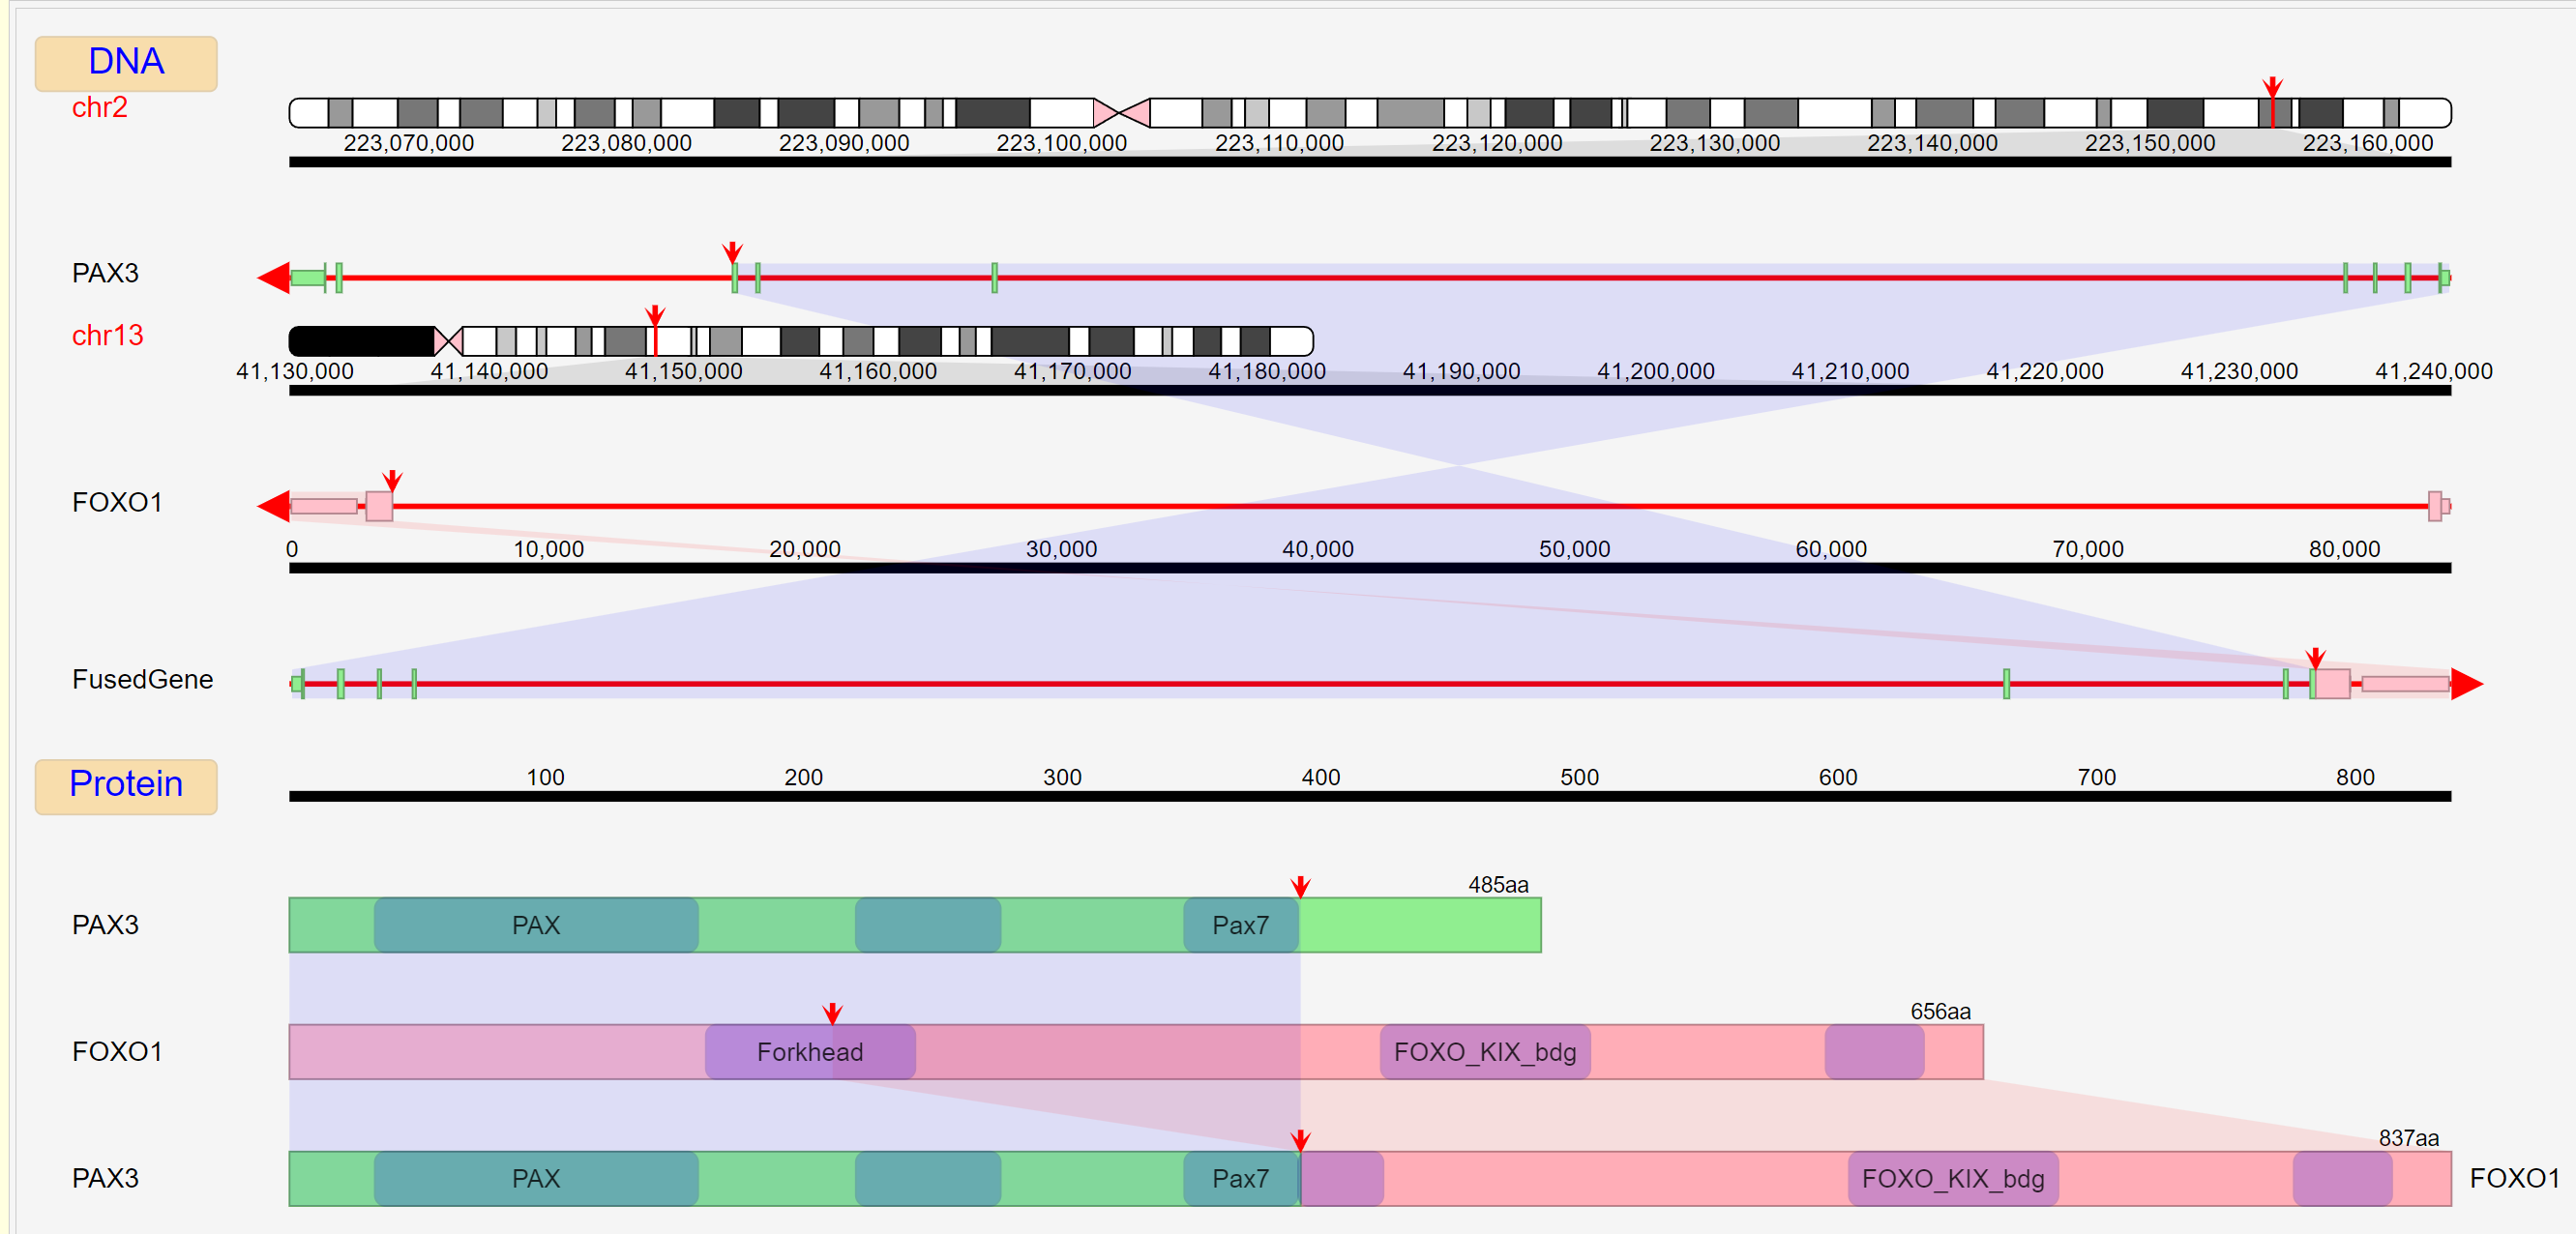 DNA
chr2
223,070,000 223,080,000 223,090,000 223,100,000 223,110,000 223,120,000 223,130,000 223,140,000 223,150,000 223,160,000
PAX3
chr13
41,130,000 41,140,000 41,150,000 41,160,000 41,170,000 41,180,000 41,190,000 41,200,000 41,210,000 41,220,000 41,230,000 41,240,000
FOXO1
0 10,000 20,000 30,000 40,000 50,000 60,000 70,000 80,000
FusedGene
Protein
100 200 300 400 500 600 700 800
485aa
PAX3 PAX Pax7
656aa
FOXO1 Forkhead FOXO_KIX_bdg
837aa
PAX3 PAX Pax7 FOXO_KIX_bdg FOXO1